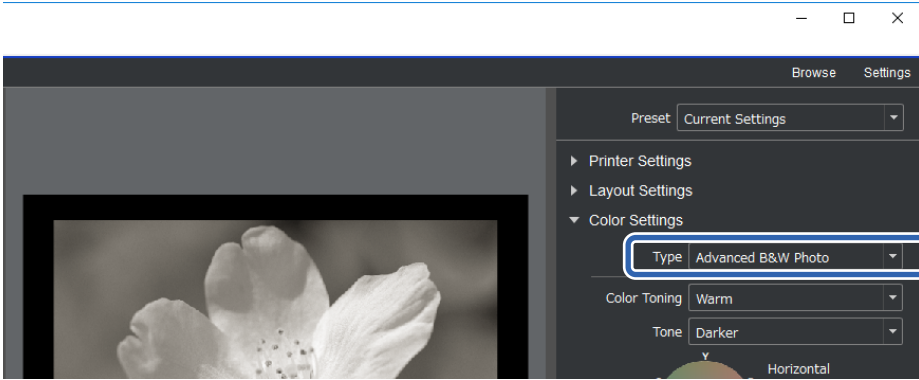 Browse Settings
Preset Current Settings
Printer Settings
Layout Settings
Color Settings
Type Advanced B&W Photo
Color Toning Warm
Tone Darker
Y
Horizontal